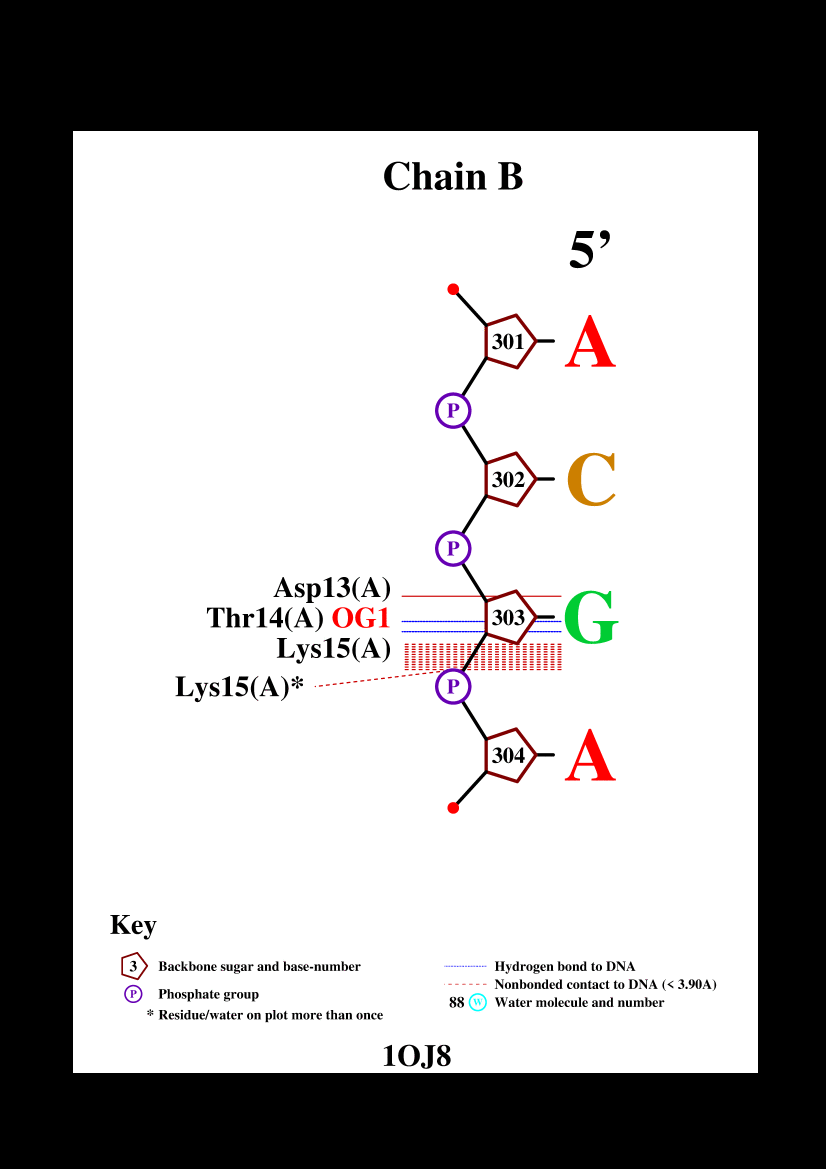 Chain B
5’
301 A
P
302 C
P
Asp13(A)
303 G
Thr14(A) OG1
Lys15(A)
Lys15(A)*
P
304 A
Key
3 Backbone sugar and base-number
P Phosphate group
* Residue/water on plot more than once
Hydrogen bond to DNA
Nonbonded contact to DNA (< 3.90A)
88 W Water molecule and number
1OJ8